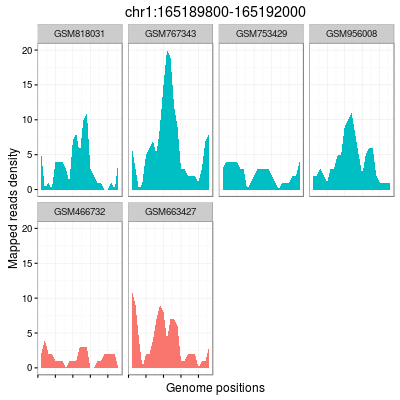 chr1:165189800-165192000
GSM818031 GSM767343 GSM753429 GSM956008
20
15
10
5
0
GSM466732 GSM663427
20
15
10
5
0
Mapped reads density
Genome positions